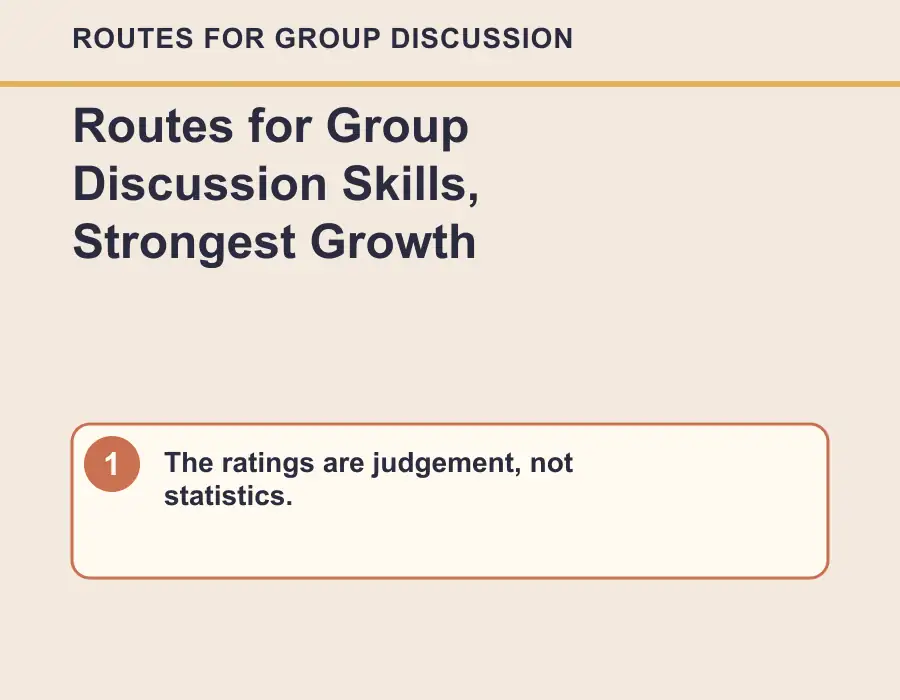 ROUTES FOR GROUP DISCUSSION
Routes for Group
Discussion Skills,
Strongest Growth
1
The ratings are judgement, not
statistics.